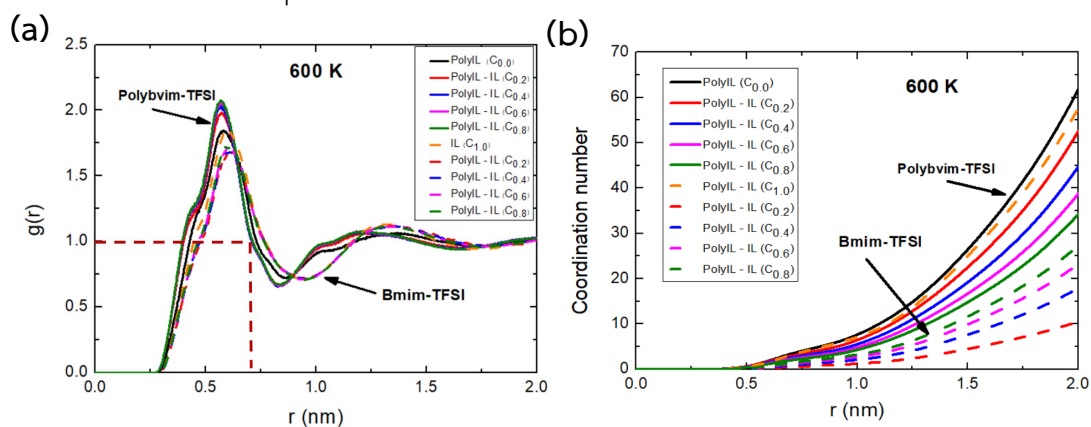 (a)
2.5
2.0
1.5
1.0
0.5
0.0
g(r)
600 K
Polybvim-TFSI
Bmim-TFSI
PolyIL (C0.0)
PolyIL - IL (C0.2)
PolyIL - IL (C0.4)
PolyIL - IL (C0.6)
PolyIL - IL (C0.8)
IL (C1.0)
PolyIL - IL (C0.2)
PolyIL - IL (C0.4)
PolyIL - IL (C0.6)
PolyIL - IL (C0.8)
0.0 0.5 1.0 1.5 2.0
r (nm)
(b)
70
60
50
40
30
20
10
0
Coordination number
600 K
Polybvim-TFSI
Bmim-TFSI
PolyIL (C0.0)
PolyIL - IL (C0.2)
PolyIL - IL (C0.4)
PolyIL - IL (C0.6)
PolyIL - IL (C0.8)
PolyIL - IL (C1.0)
PolyIL - IL (C0.2)
PolyIL - IL (C0.4)
PolyIL - IL (C0.6)
PolyIL - IL (C0.8)
0.0 0.5 1.0 1.5 2.0
r (nm)